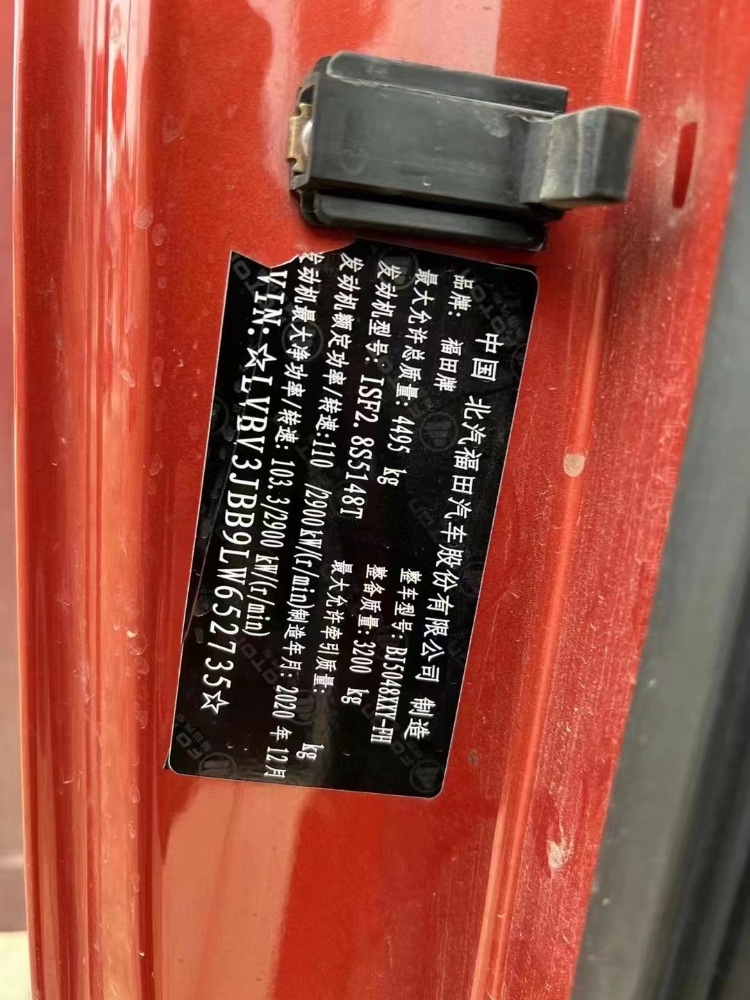 中国 北汽福田汽车股份有限公司 制造
品牌: 福田牌 整车型号: BJ5048XXY-FH
最大允许总质量: 4495 kg 整备质量: 3200 kg
发动机型号: ISF2.8S5148T 最大允许牵引质量: kg
发动机额定功率/转速:110 /2900kW/(r/min)制造年月: 2020 年 12月
发动机最大净功率/转速: 103.3/2900 kW/(r/min)
VIN: ☆LVBV3JBB9LW652735☆